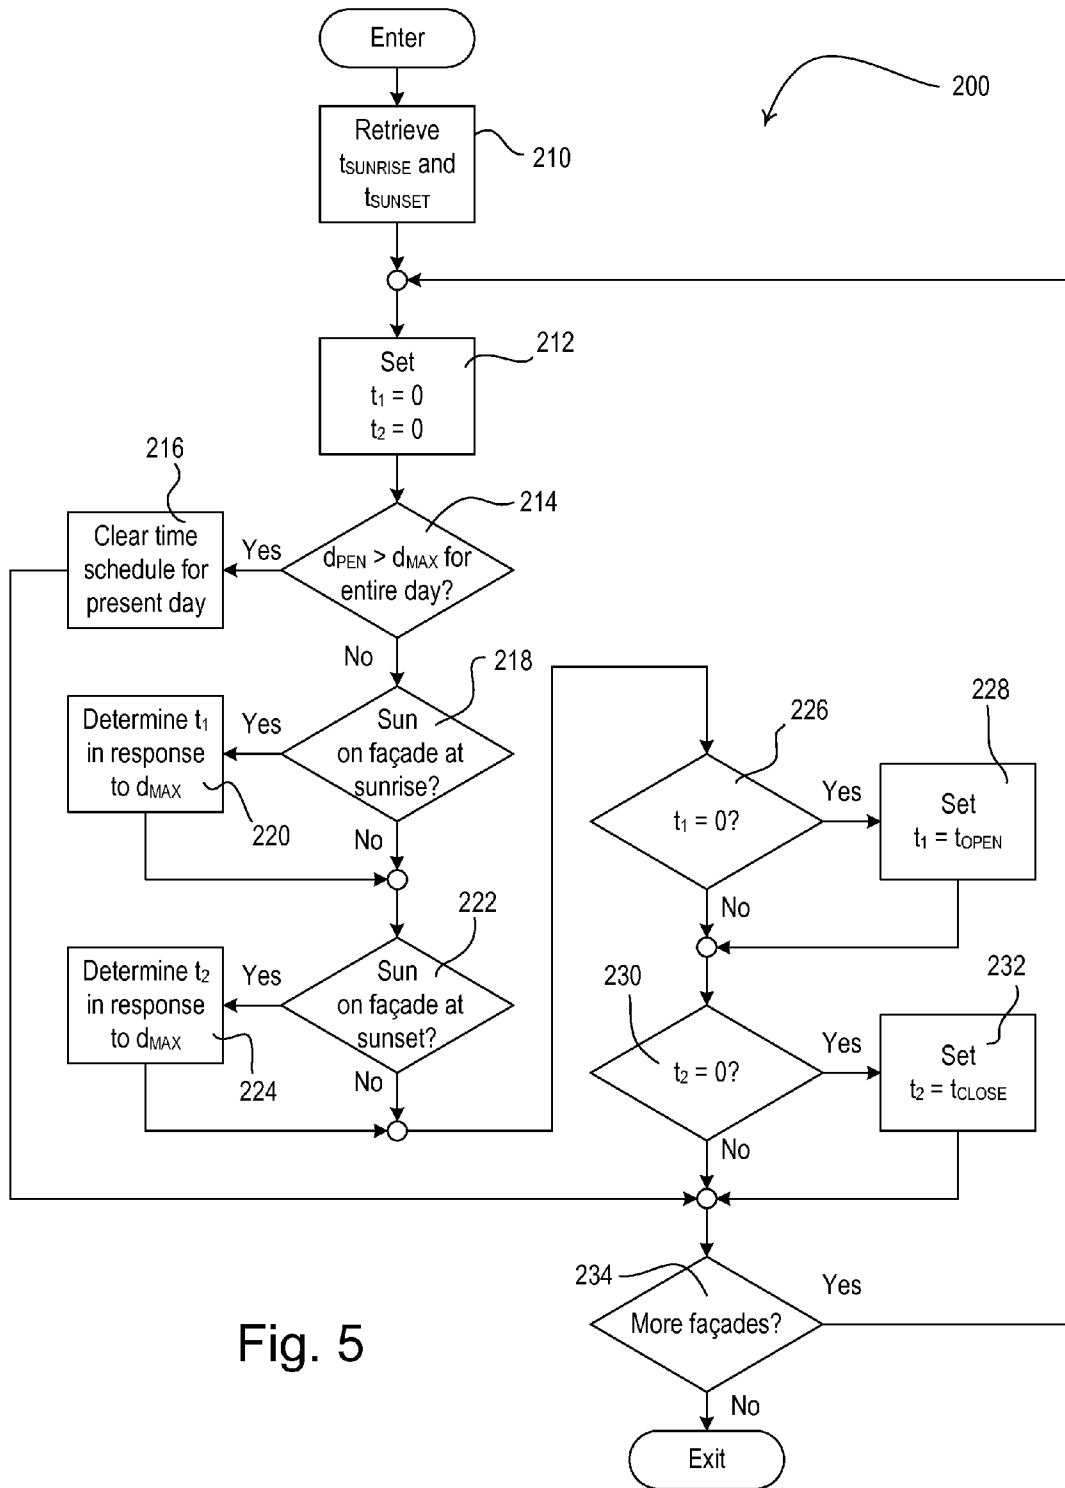 Enter
200
Retrieve
tSUNRISE and
tSUNSET
210
Set
t1 = 0
t2 = 0
212
216
Clear time
schedule for
present day
Yes
214
dPEN > dMAX for
entire day?
No
218
Determine t1
in response
to dMAX
220
Yes
Sun
on façade at
sunrise?
No
222
Determine t2
in response
to dMAX
224
Yes
Sun
on façade at
sunset?
No
226
t1 = 0?
Yes
228
Set
t1 = tOPEN
No
230
t2 = 0?
Yes
232
Set
t2 = tCLOSE
No
234
More façades?
Yes
No
Exit
Fig. 5